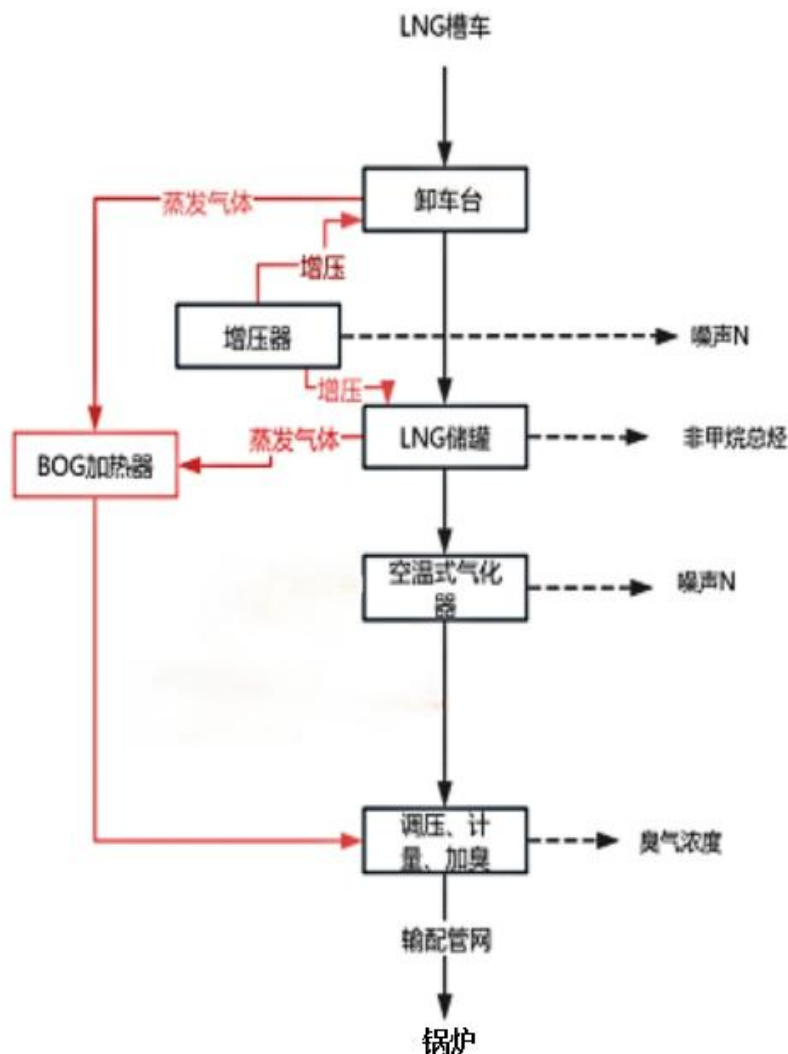 LNG槽车
卸车台
蒸发气体
增压
增压器
噪声N
增压
LNG储罐
蒸发气体
非甲烷总烃
BOG加热器
空温式气化
器
噪声N
调压、计
量、加臭
臭气浓度
输配管网
锅炉